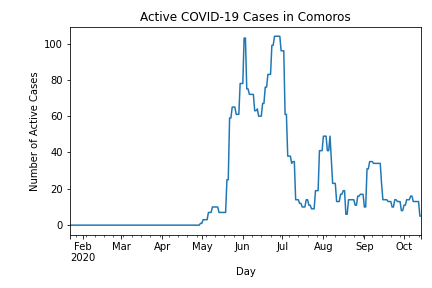 Active COVID-19 Cases in Comoros
100
80
60
40
20
0
Number of Active Cases
Feb Mar Apr May Jun Jul Aug Sep Oct
2020
Day